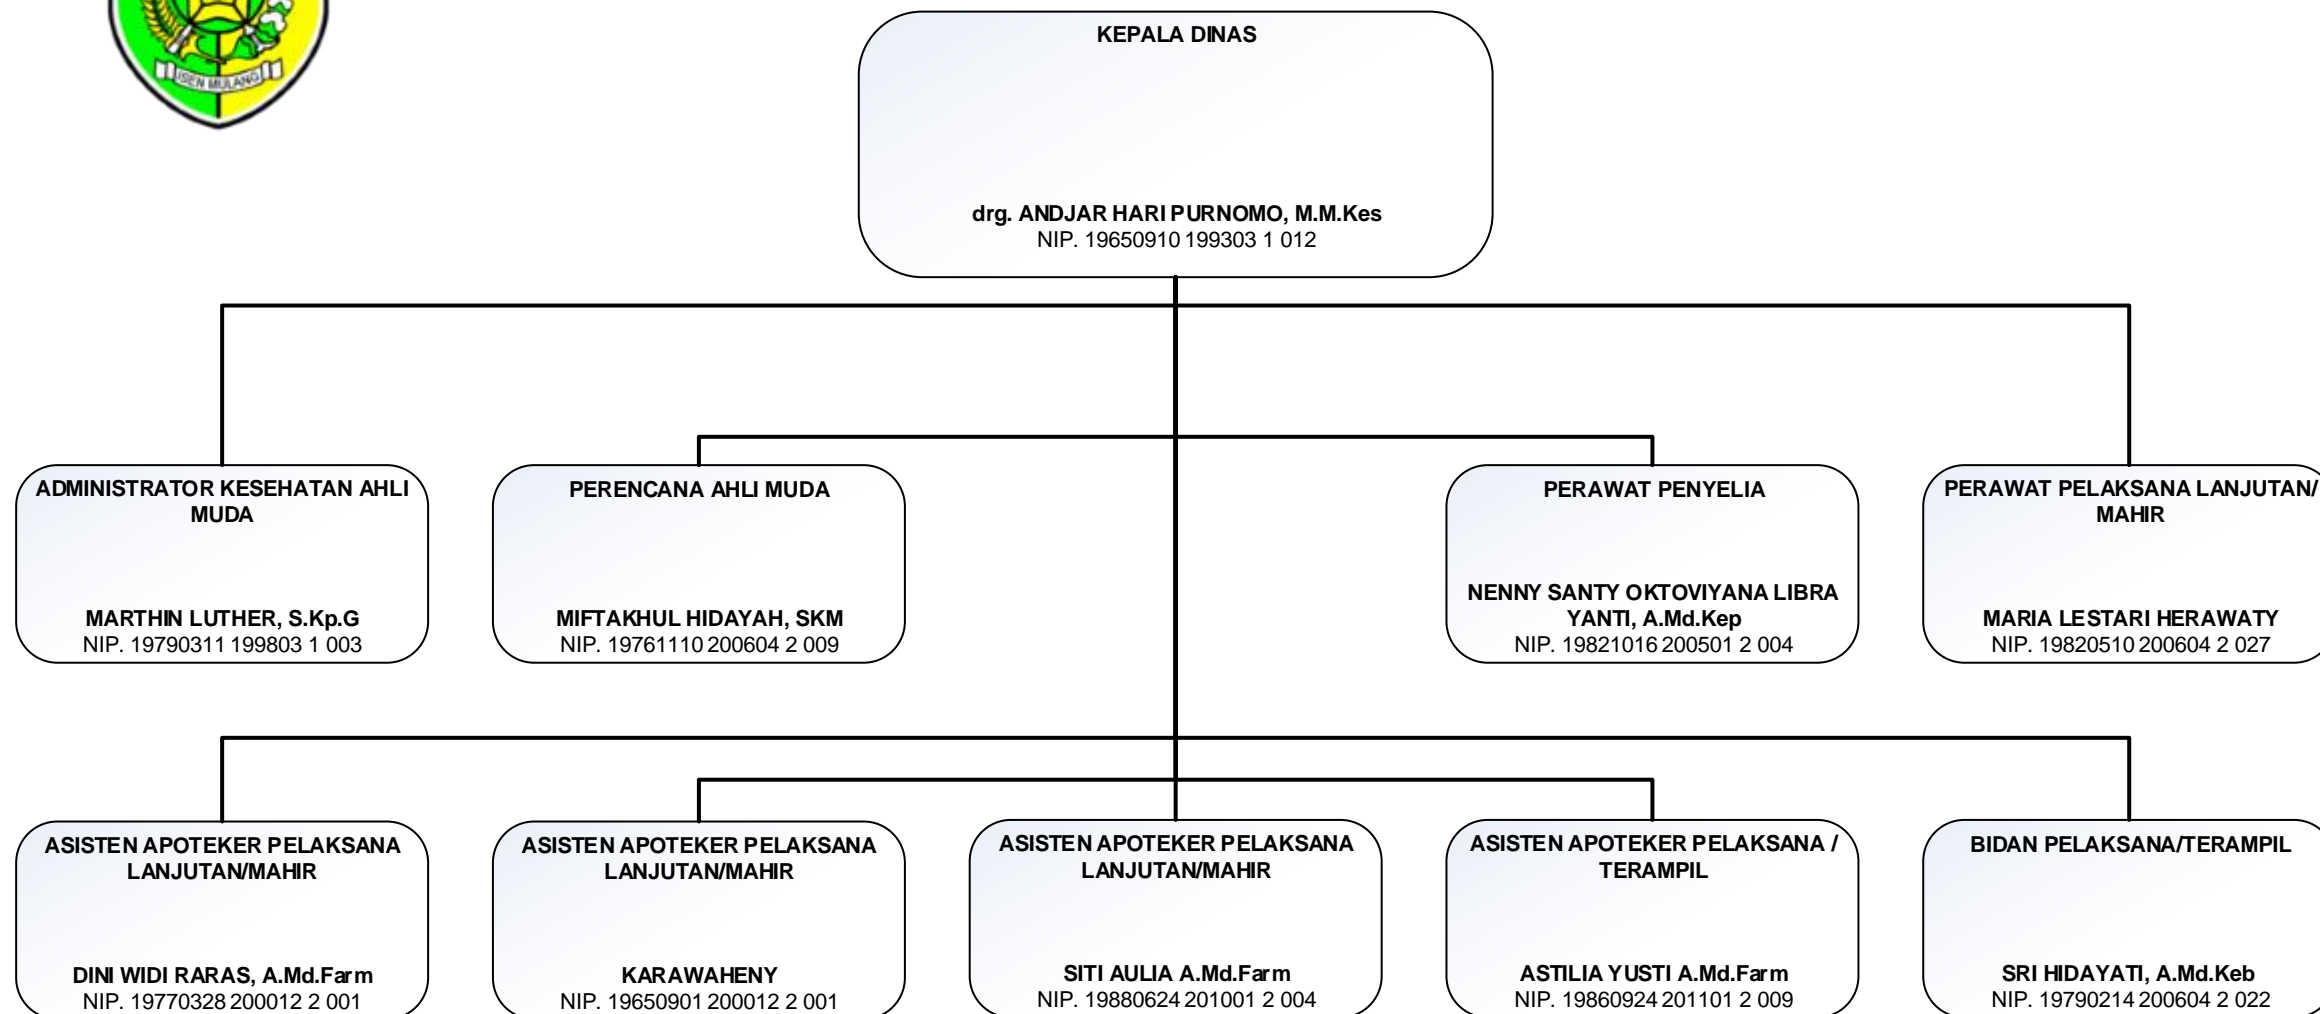 ISEN MULANG
KEPALA DINAS
drg. ANDJAR HARI PURNOMO, M.M.Kes
NIP. 19650910 199303 1 012
ADMINISTRATOR KESEHATAN AHLI
MUDA
MARTHIN LUTHER, S.Kp.G
NIP. 19790311 199803 1 003
PERENCANA AHLI MUDA
MIFTAKHUL HIDAYAH, SKM
NIP. 19761110 200604 2 009
PERAWAT PENYELIA
NENNY SANTY OKTOVIYANA LIBRA
YANTI, A.Md.Kep
NIP. 19821016 200501 2 004
PERAWAT PELAKSANA LANJUTAN/
MAHIR
MARIA LESTARI HERAWATY
NIP. 19820510 200604 2 027
ASISTEN APOTEKER PELAKSANA
LANJUTAN/MAHIR
DINI WIDI RARAS, A.Md.Farm
NIP. 19770328 200012 2 001
ASISTEN APOTEKER PELAKSANA
LANJUTAN/MAHIR
KARAWAHENY
NIP. 19650901 200012 2 001
ASISTEN APOTEKER PELAKSANA
LANJUTAN/MAHIR
SITI AULIA A.Md.Farm
NIP. 19880624 201001 2 004
ASISTEN APOTEKER PELAKSANA /
TERAMPIL
ASTILIA YUSTI A.Md.Farm
NIP. 19860924 201101 2 009
BIDAN PELAKSANA/TERAMPIL
SRI HIDAYATI, A.Md.Keb
NIP. 19790214 200604 2 022